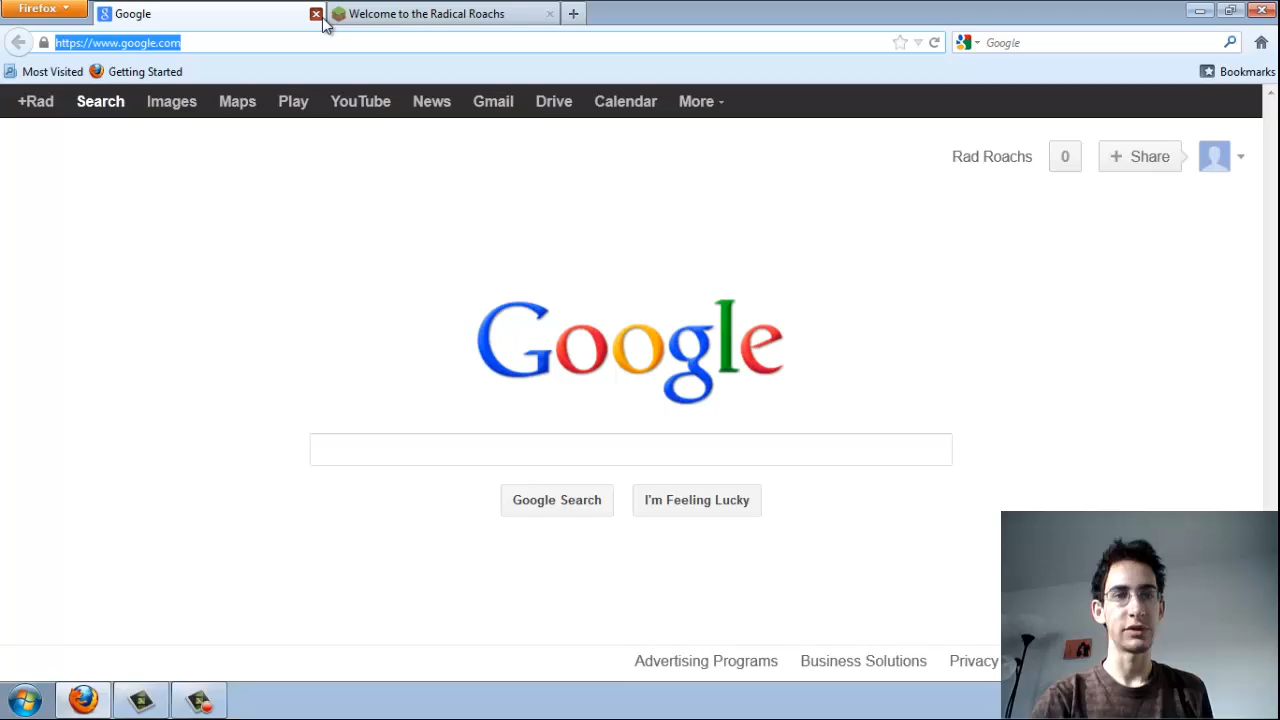 Firefox
Google
Welcome to the Radical Roachs
https://www.google.com
Google
Most Visited
Getting Started
Bookmarks
+Rad Search Images Maps Play YouTube News Gmail Drive Calendar More
Rad Roachs
0
+ Share
Google
Google Search
I'm Feeling Lucky
Advertising Programs
Business Solutions
Privacy